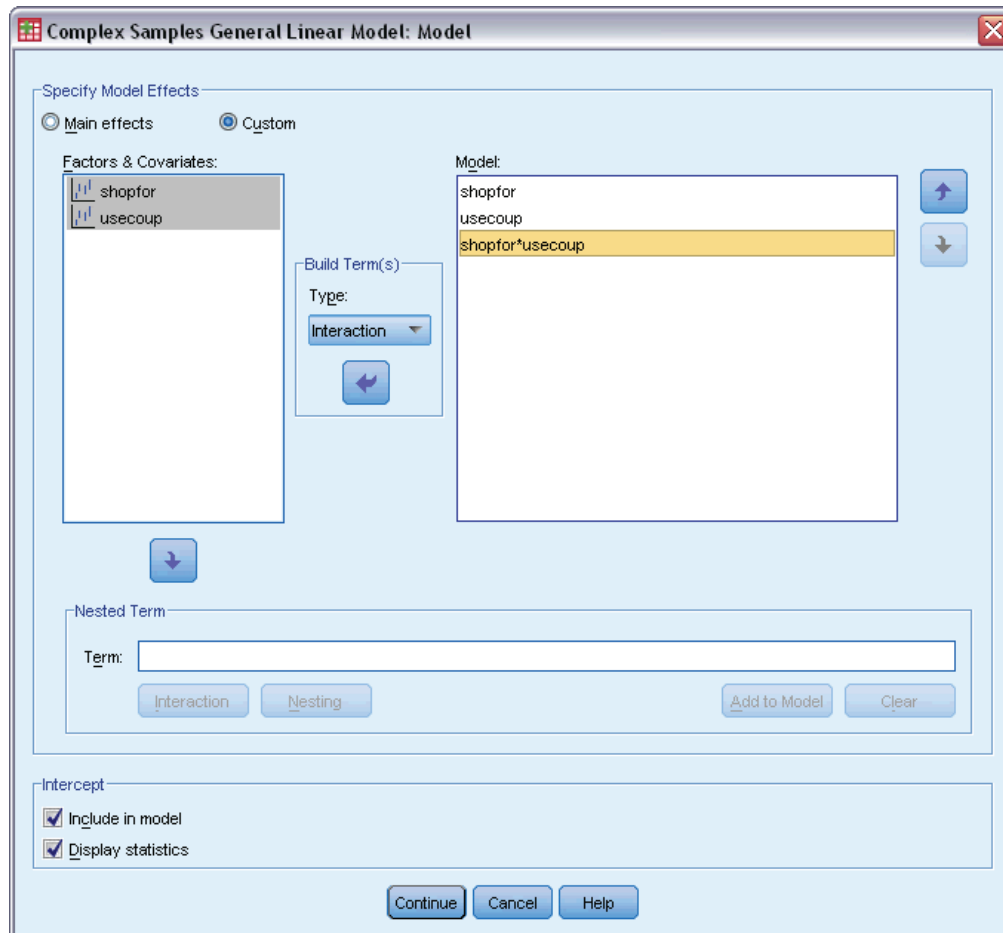 Complex Samples General Linear Model: Model
Specify Model Effects
Main effects
Custom
Factors & Covariates:
shopfor
usecoup
Build Term(s)
Type:
Interaction
Model:
shopfor
usecoup
shopfor*usecoup
Nested Term
Term:
Interaction
Nesting
Add to Model
Clear
Intercept
Include in model
Display statistics
Continue
Cancel
Help